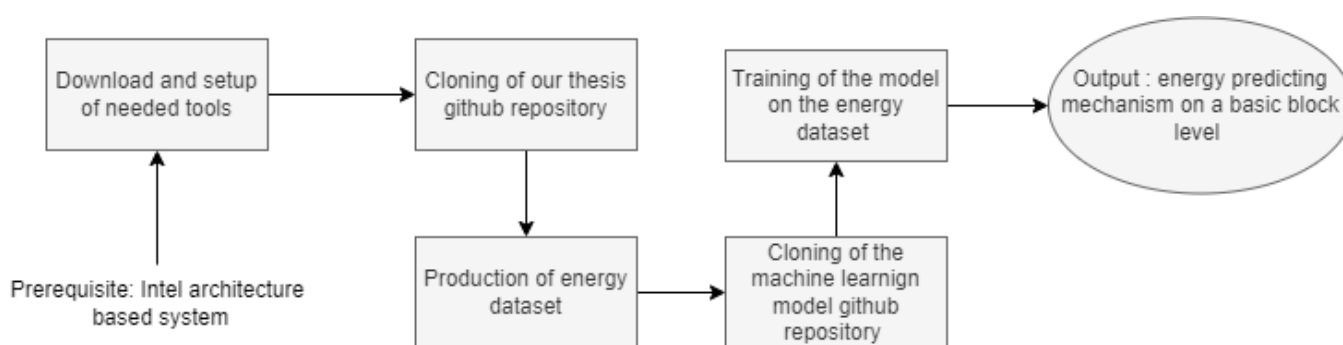 Download and setup
of needed tools
Cloning of our thesis
github repository
Training of the model
on the energy
dataset
Output : energy predicting
mechanism on a basic block
level
Prerequisite: Intel architecture
based system
Production of energy
dataset
Cloning of the
machine learnign
model github
repository